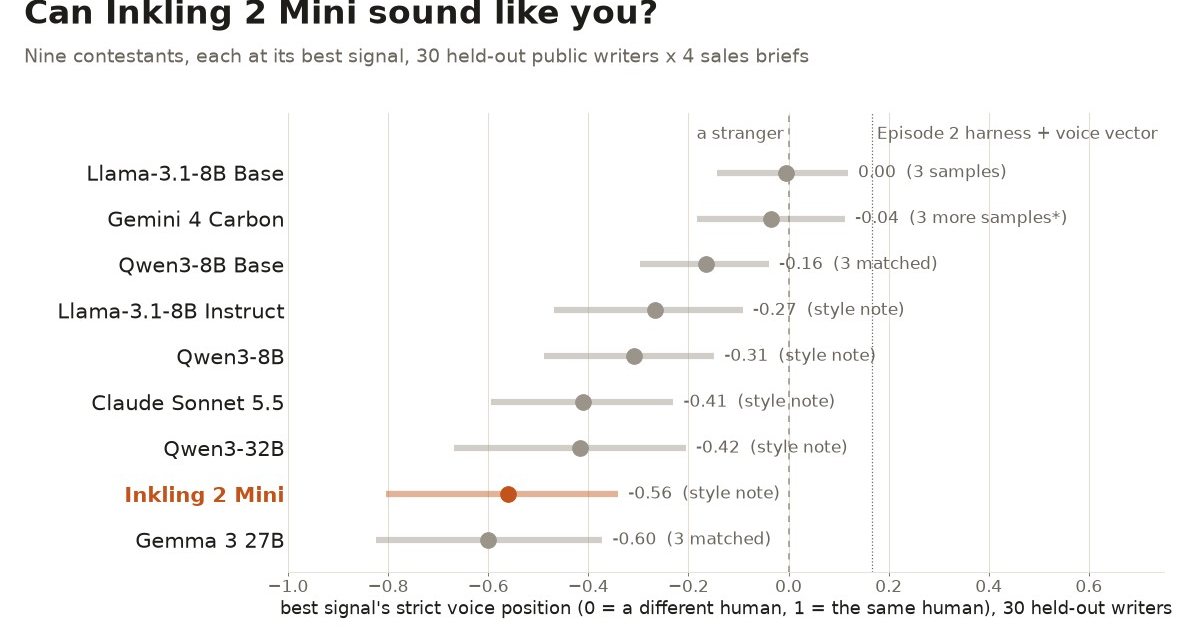 Can Inkling 2 Mini sound like you?
Nine contestants, each at its best signal, 30 held-out public writers x 4 sales briefs
a stranger
Episode 2 harness + voice vector
Llama-3.1-8B Base
0.00 (3 samples)
Gemini 4 Carbon
-0.04 (3 more samples*)
Qwen3-8B Base
-0.16 (3 matched)
Llama-3.1-8B Instruct
-0.27 (style note)
Qwen3-8B
-0.31 (style note)
Claude Sonnet 5.5
-0.41 (style note)
Qwen3-32B
-0.42 (style note)
Inkling 2 Mini
-0.56 (style note)
Gemma 3 27B
-0.60 (3 matched)
−1.0 −0.8 −0.6 −0.4 −0.2 0.0 0.2 0.4 0.6
best signal's strict voice position (0 = a different human, 1 = the same human), 30 held-out writers